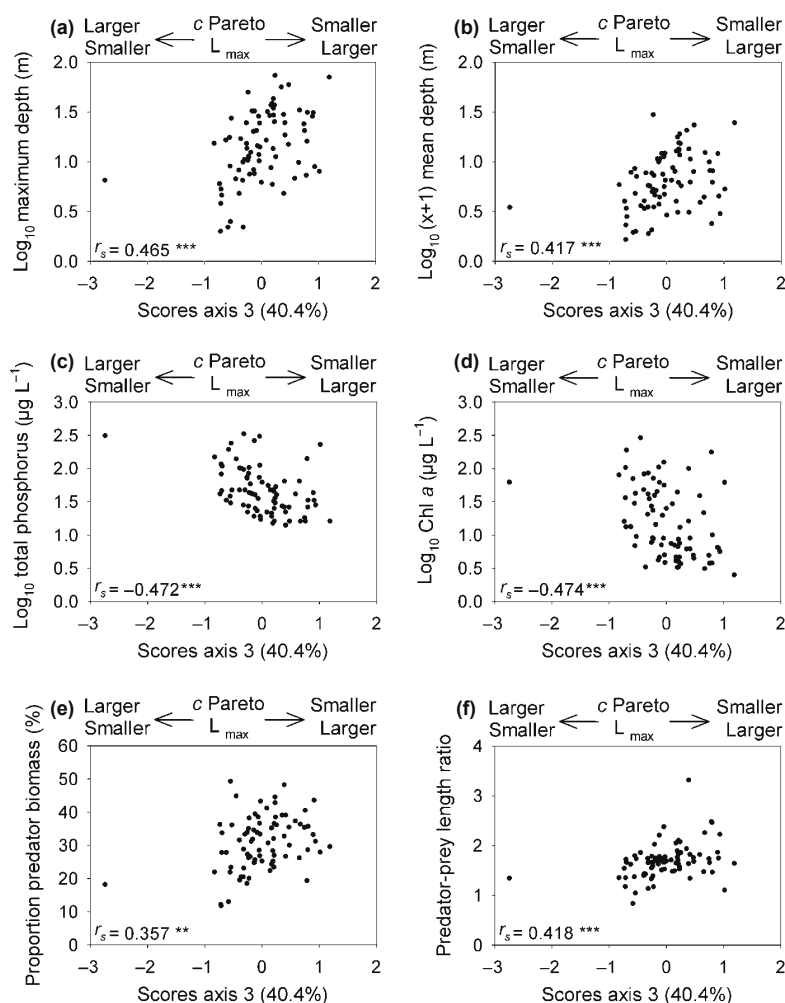 (a)
Larger c Pareto Smaller
Smaller L max Larger
Log10 maximum depth (m)
2.0
1.5
1.0
0.5
0.0
rs = 0.465 ***
−3 −2 −1 0 1 2
Scores axis 3 (40.4%)
(b)
Larger c Pareto Smaller
Smaller L max Larger
Log10 (x+1) mean depth (m)
2.0
1.5
1.0
0.5
0.0
rs = 0.417 ***
−3 −2 −1 0 1 2
Scores axis 3 (40.4%)
(c)
Larger c Pareto Smaller
Smaller L max Larger
Log10 total phosphorus (µg L−1)
3.0
2.5
2.0
1.5
1.0
0.5
0.0
rs = −0.472***
−3 −2 −1 0 1 2
Scores axis 3 (40.4%)
(d)
Larger c Pareto Smaller
Smaller L max Larger
Log10 Chl a (µg L−1)
3.0
2.5
2.0
1.5
1.0
0.5
0.0
rs = −0.474***
−3 −2 −1 0 1 2
Scores axis 3 (40.4%)
(e)
Larger c Pareto Smaller
Smaller L max Larger
Proportion predator biomass (%)
60
50
40
30
20
10
0
rs = 0.357 **
−3 −2 −1 0 1 2
Scores axis 3 (40.4%)
(f)
Larger c Pareto Smaller
Smaller L max Larger
Predator-prey length ratio
4
3
2
1
0
rs = 0.418 ***
−3 −2 −1 0 1 2
Scores axis 3 (40.4%)